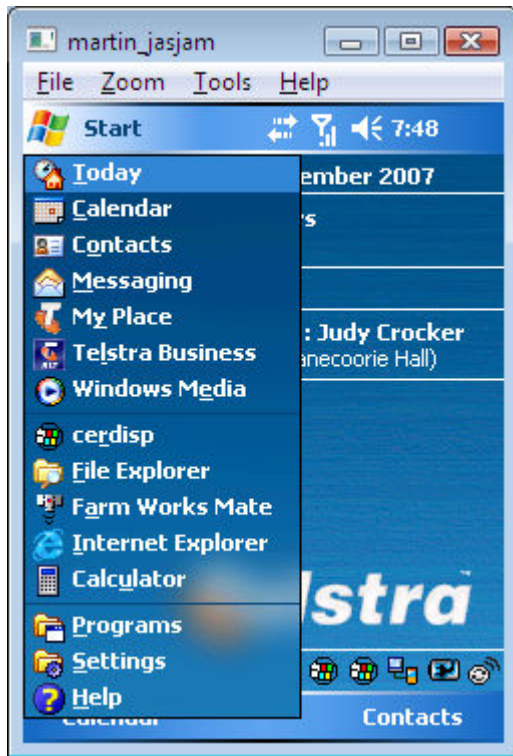 martin_jasjam
File Zoom Tools Help
Start 7:48
Today
ember 2007
Calendar
's
Contacts
Messaging
My Place
: Judy Crocker
Telstra Business
anecoorie Hall)
Windows Media
cerdisp
File Explorer
Farm Works Mate
Internet Explorer
Calculator
lstra
Programs
Settings
Help
Calendar Contacts